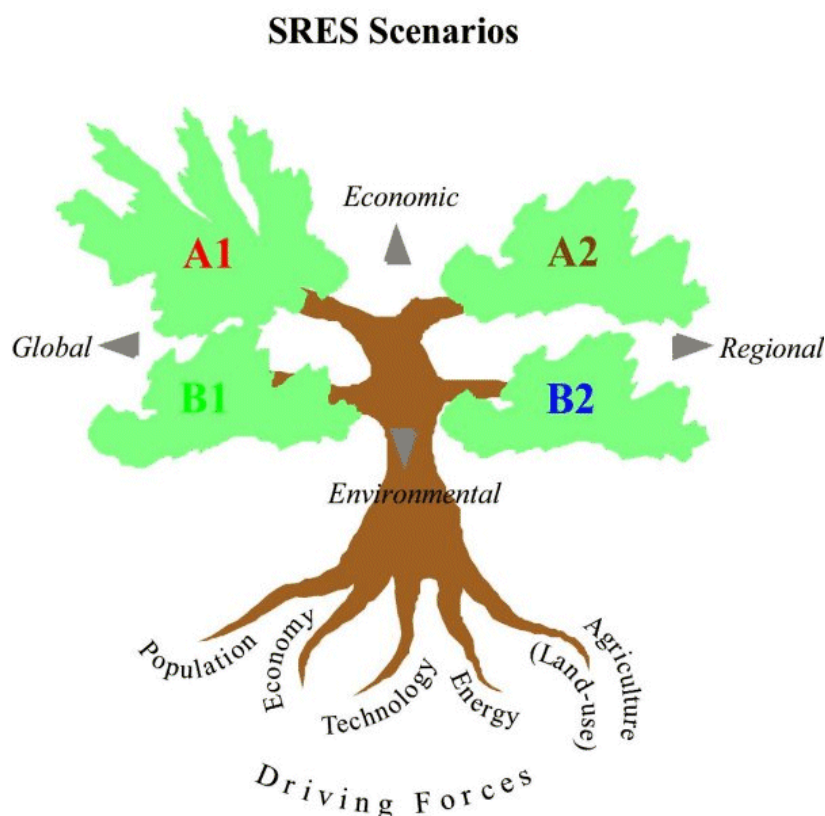 SRES Scenarios
Economic
A1
A2
Global
Regional
B1
B2
Environmental
Population
Economy
Technology
Energy
(Land-use)
Agriculture
Driving Forces